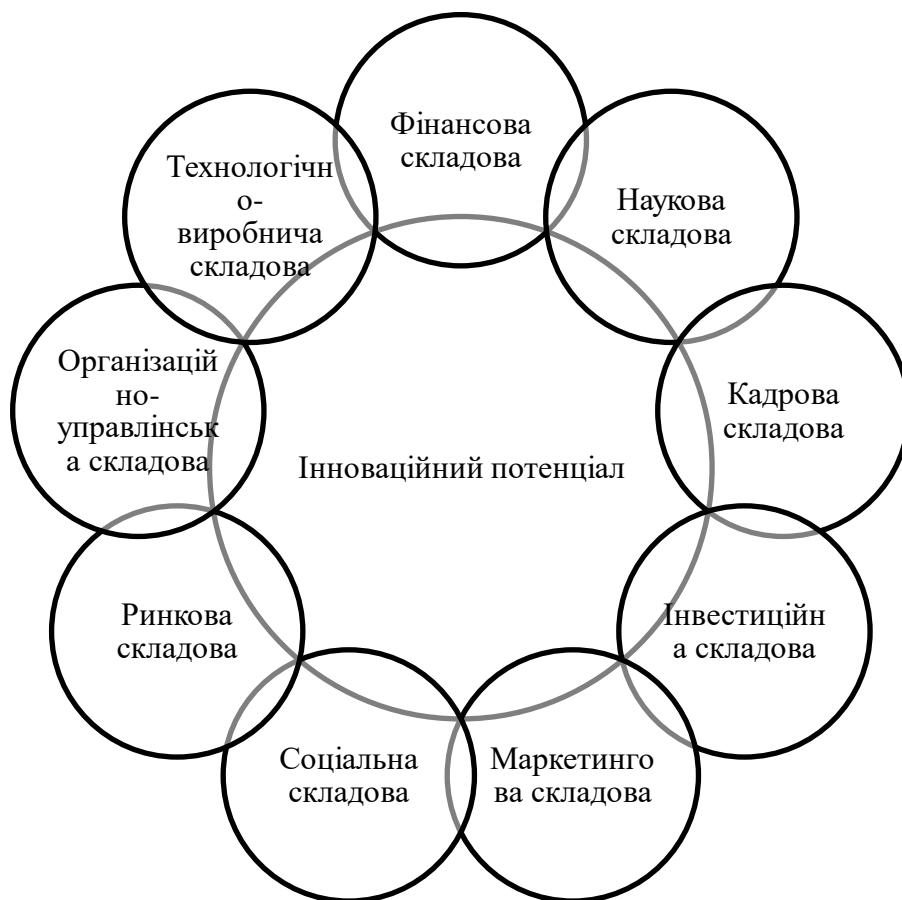 Фінансова
складова
Наукова
складова
Кадрова
складова
Інвестиційн
а складова
Маркетинго
ва складова
Соціальна
складова
Ринкова
складова
Організацій
но-
управлінськ
а складова
Технологічн
о-
виробнича
складова
Інноваційний потенціал